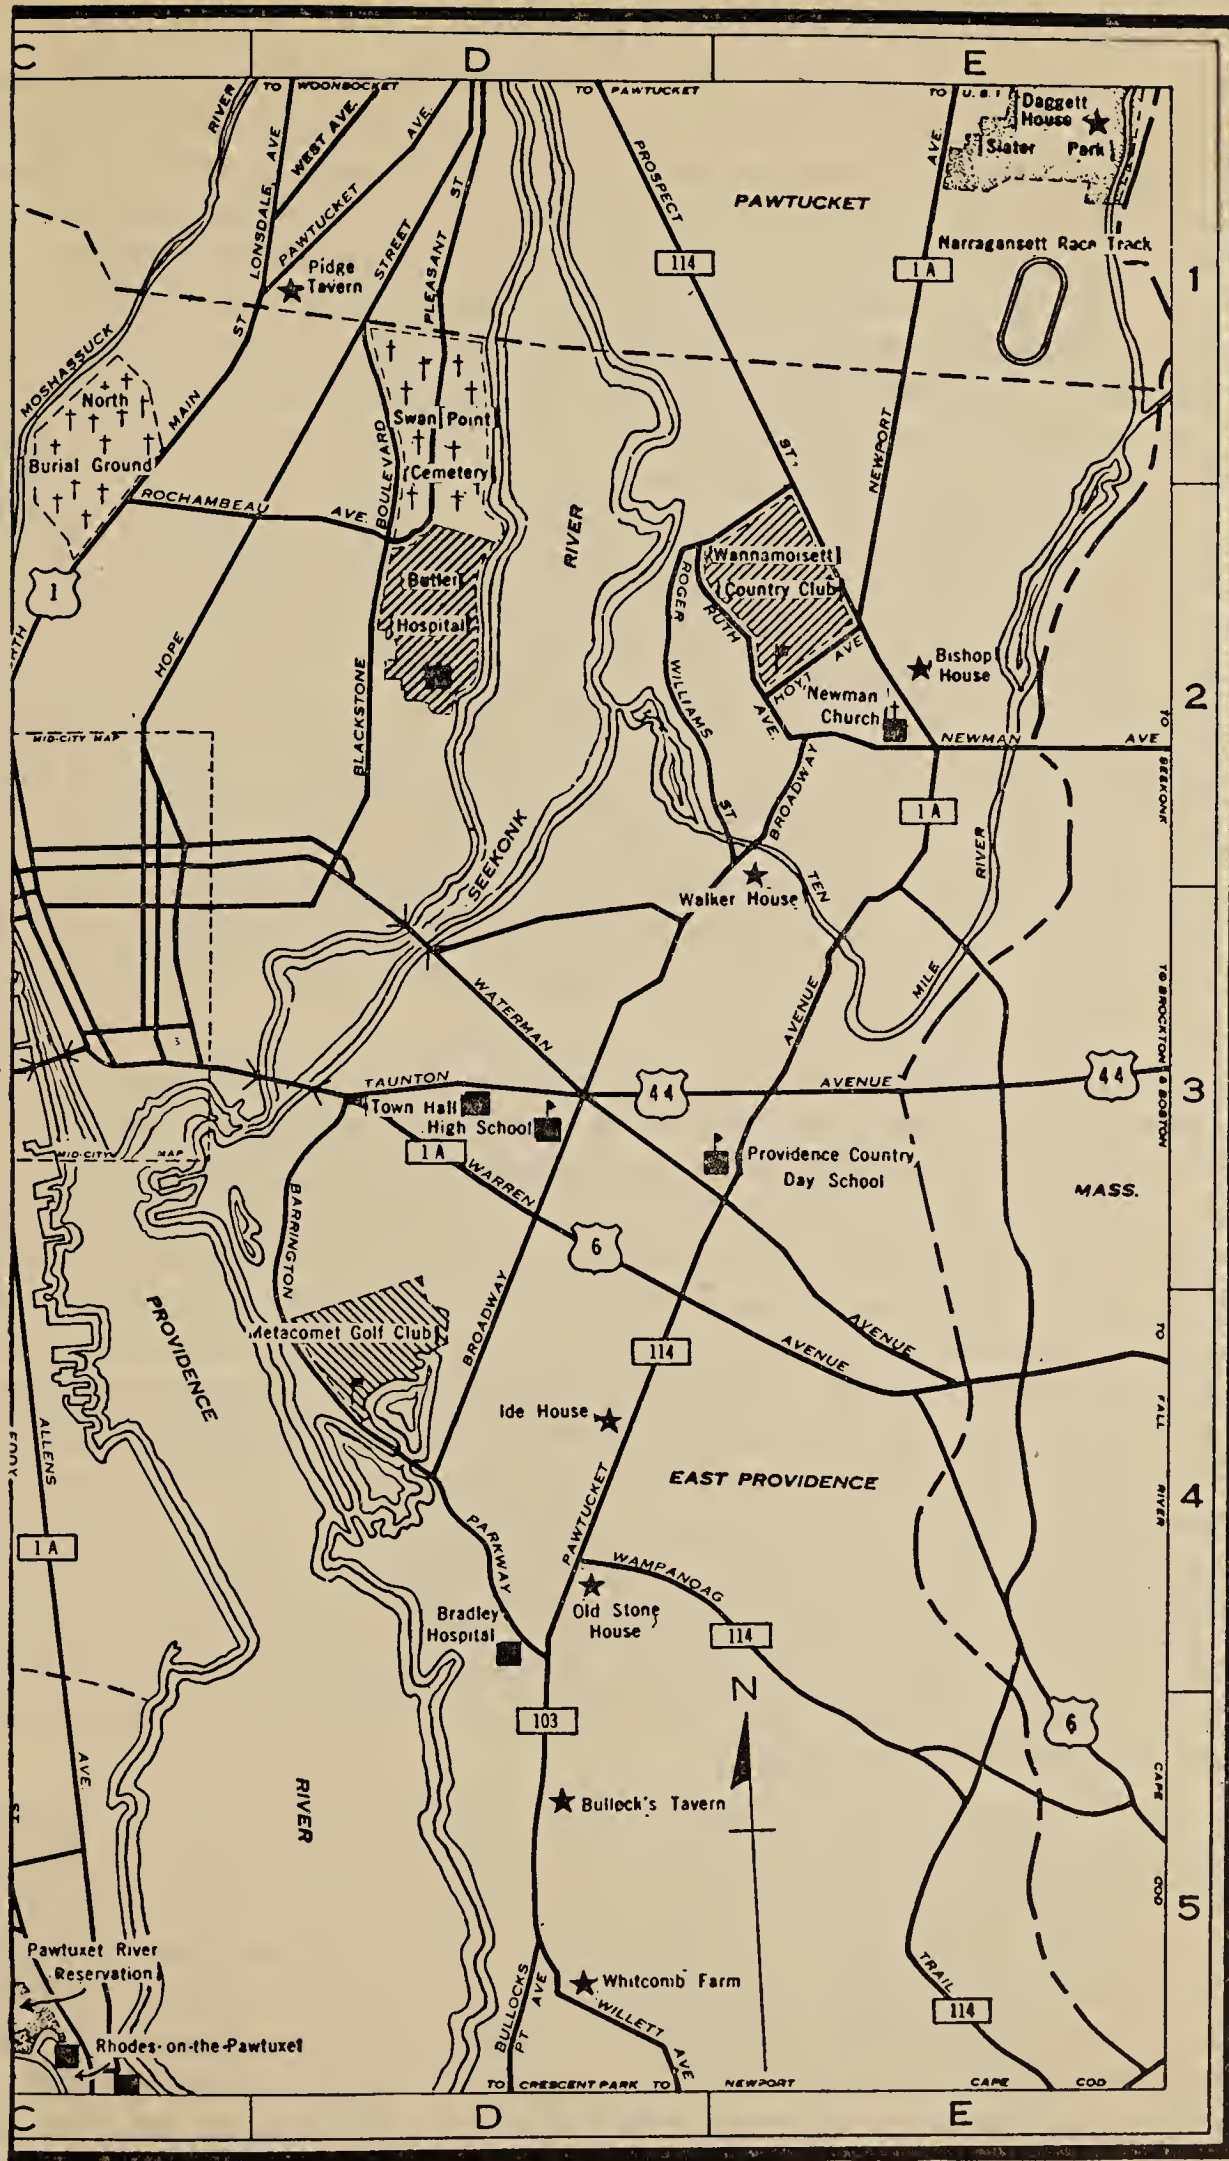 C
D
E
TO WOONSOCKET
TO PAWTUCKET
TO U.S. 1
RIVER
LONSDALE AVE
WEST AVE.
PAWTUCKET AVE.
PROSPECT
AVE.
Daggett
House
Slater Park
PAWTUCKET
STREET
PLEASANT ST
114
1 A
Narragansett Race Track
1
Pidge
Tavern
MOSHASSUCK
MAIN ST
North
Burial Ground
Swan Point
Cemetery
BOULEVARD
ST.
NEWPORT
ROCHAMBEAU AVE.
RIVER
1
Butler
Hospital
ROGER
WILLIAMS
ST
RUTH
AVE.
Wannamoisett
Country Club
HOYT AVE
Bishop
House
Newman
Church
2
HOPE
BLACKSTONE
MID-CITY MAP
NEWMAN AVE
TO SEEKONK
BROADWAY
1 A
SEEKONK
RIVER
Walker House
TEN
MILE
WATERMAN
AVENUE
TO BROCKTON & BOSTON
TAUNTON
44
AVENUE
44
3
Town Hall
High School
1 A
WARREN
Providence Country
Day School
MASS.
MID-CITY MAP
BARRINGTON
6
PROVIDENCE
Metacomet Golf Club
BROADWAY
114
AVENUE
AVENUE
TO FALL RIVER
Ide House
EAST PROVIDENCE
ALLENS
EDDY
4
1 A
PARKWAY
PAWTUCKET
WAMPANOAG
Bradley
Hospital
Old Stone
House
114
N
103
6
AVE.
ST
RIVER
Bullock's Tavern
CAPE COD
5
Pawtuxet River
Reservation
Whitcomb Farm
BULLOCKS
PT AVE
WILLETT AVE
TRAIL
114
Rhodes-on-the-Pawtuxet
TO CRESCENT PARK TO NEWPORT CAPE COD
C
D
E